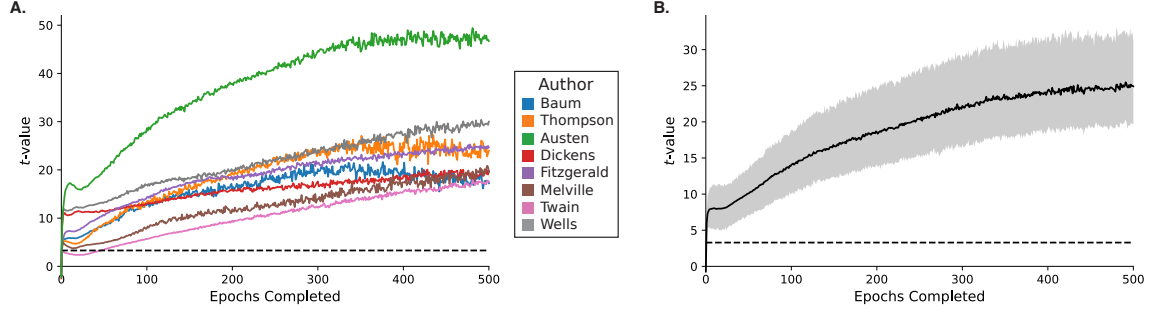 A.
50
40
30
20
10
0
t-value
0 100 200 300 400 500
Epochs Completed
Author
Baum
Thompson
Austen
Dickens
Fitzgerald
Melville
Twain
Wells
B.
30
25
20
15
10
5
0
t-value
0 100 200 300 400 500
Epochs Completed